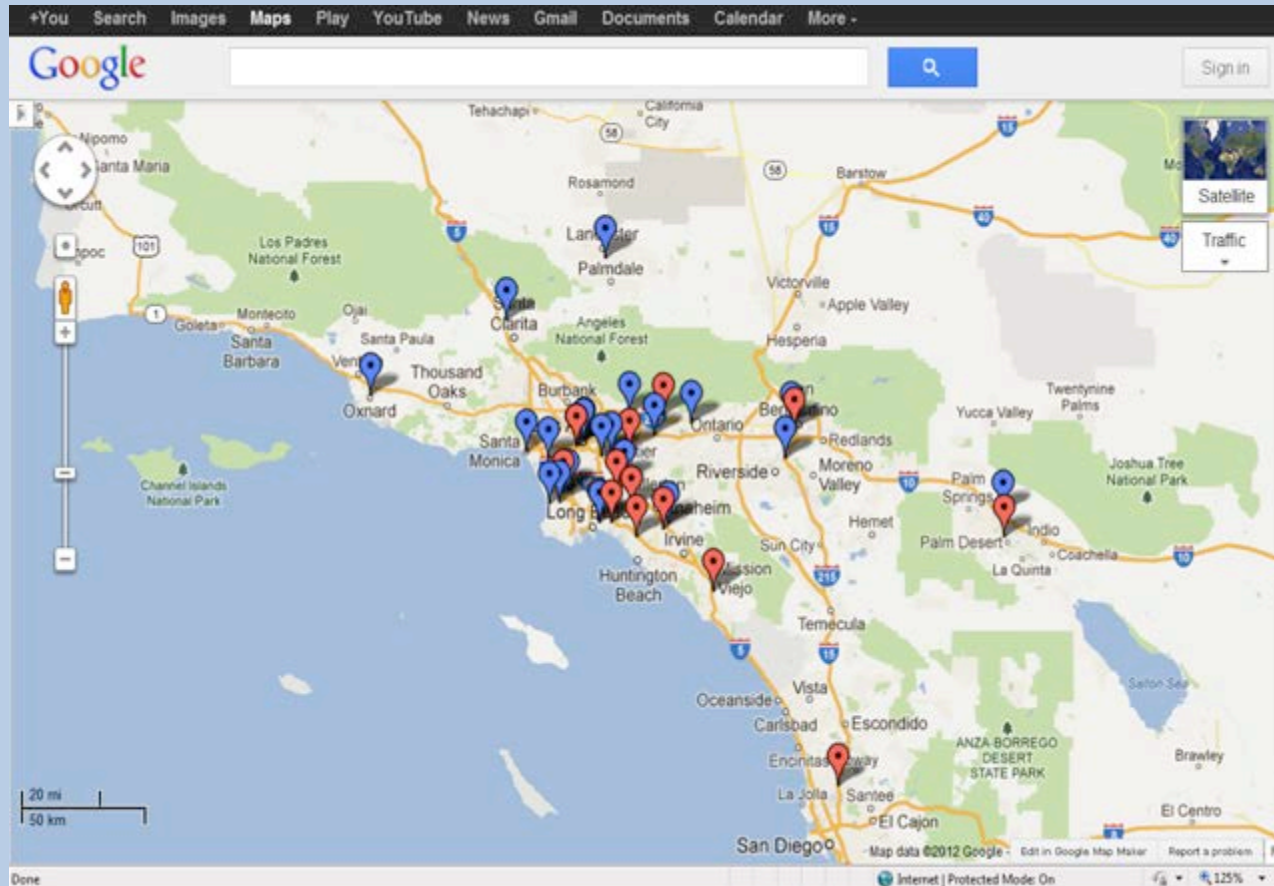 +You Search Images Maps Play YouTube News Gmail Documents Calendar More
Google
Sign in
Tehachapi
California
City
58
15
Nipomo
Santa Maria
58
Barstow
Rosamond
Satellite
5
15
40
40
101
Los Padres
National Forest
Traffic
Palmdale
Victorville
Apple Valley
1
Ojai
Clarita
Angeles
National Forest
Goleta
Montecito
Santa
Barbara
Santa Paula
Hesperia
Thousand
Oaks
Burbank
Oxnard
Twentynine
Palms
Yucca Valley
Ontario
Redlands
Santa
Monica
Riverside
Moreno
Valley
10
Palm
Springs
Joshua Tree
National Park
Channel Islands
National Park
Long
Hemet
Irvine
Sun City
Palm Desert
Indio
Coachella
10
La Quinta
Huntington
Beach
Mission
Viejo
215
Temecula
5
15
Salton Sea
Vista
Oceanside
Carlsbad
Escondido
ANZA-BORREGO
DESERT
STATE PARK
Encinitas
Brawley
20 mi
50 km
La Jolla
Santee
El Cajon
El Centro
8
San Diego
Map data ©2012 Google - Edit in Google Map Maker Report a problem
Done Internet | Protected Mode: On 125%